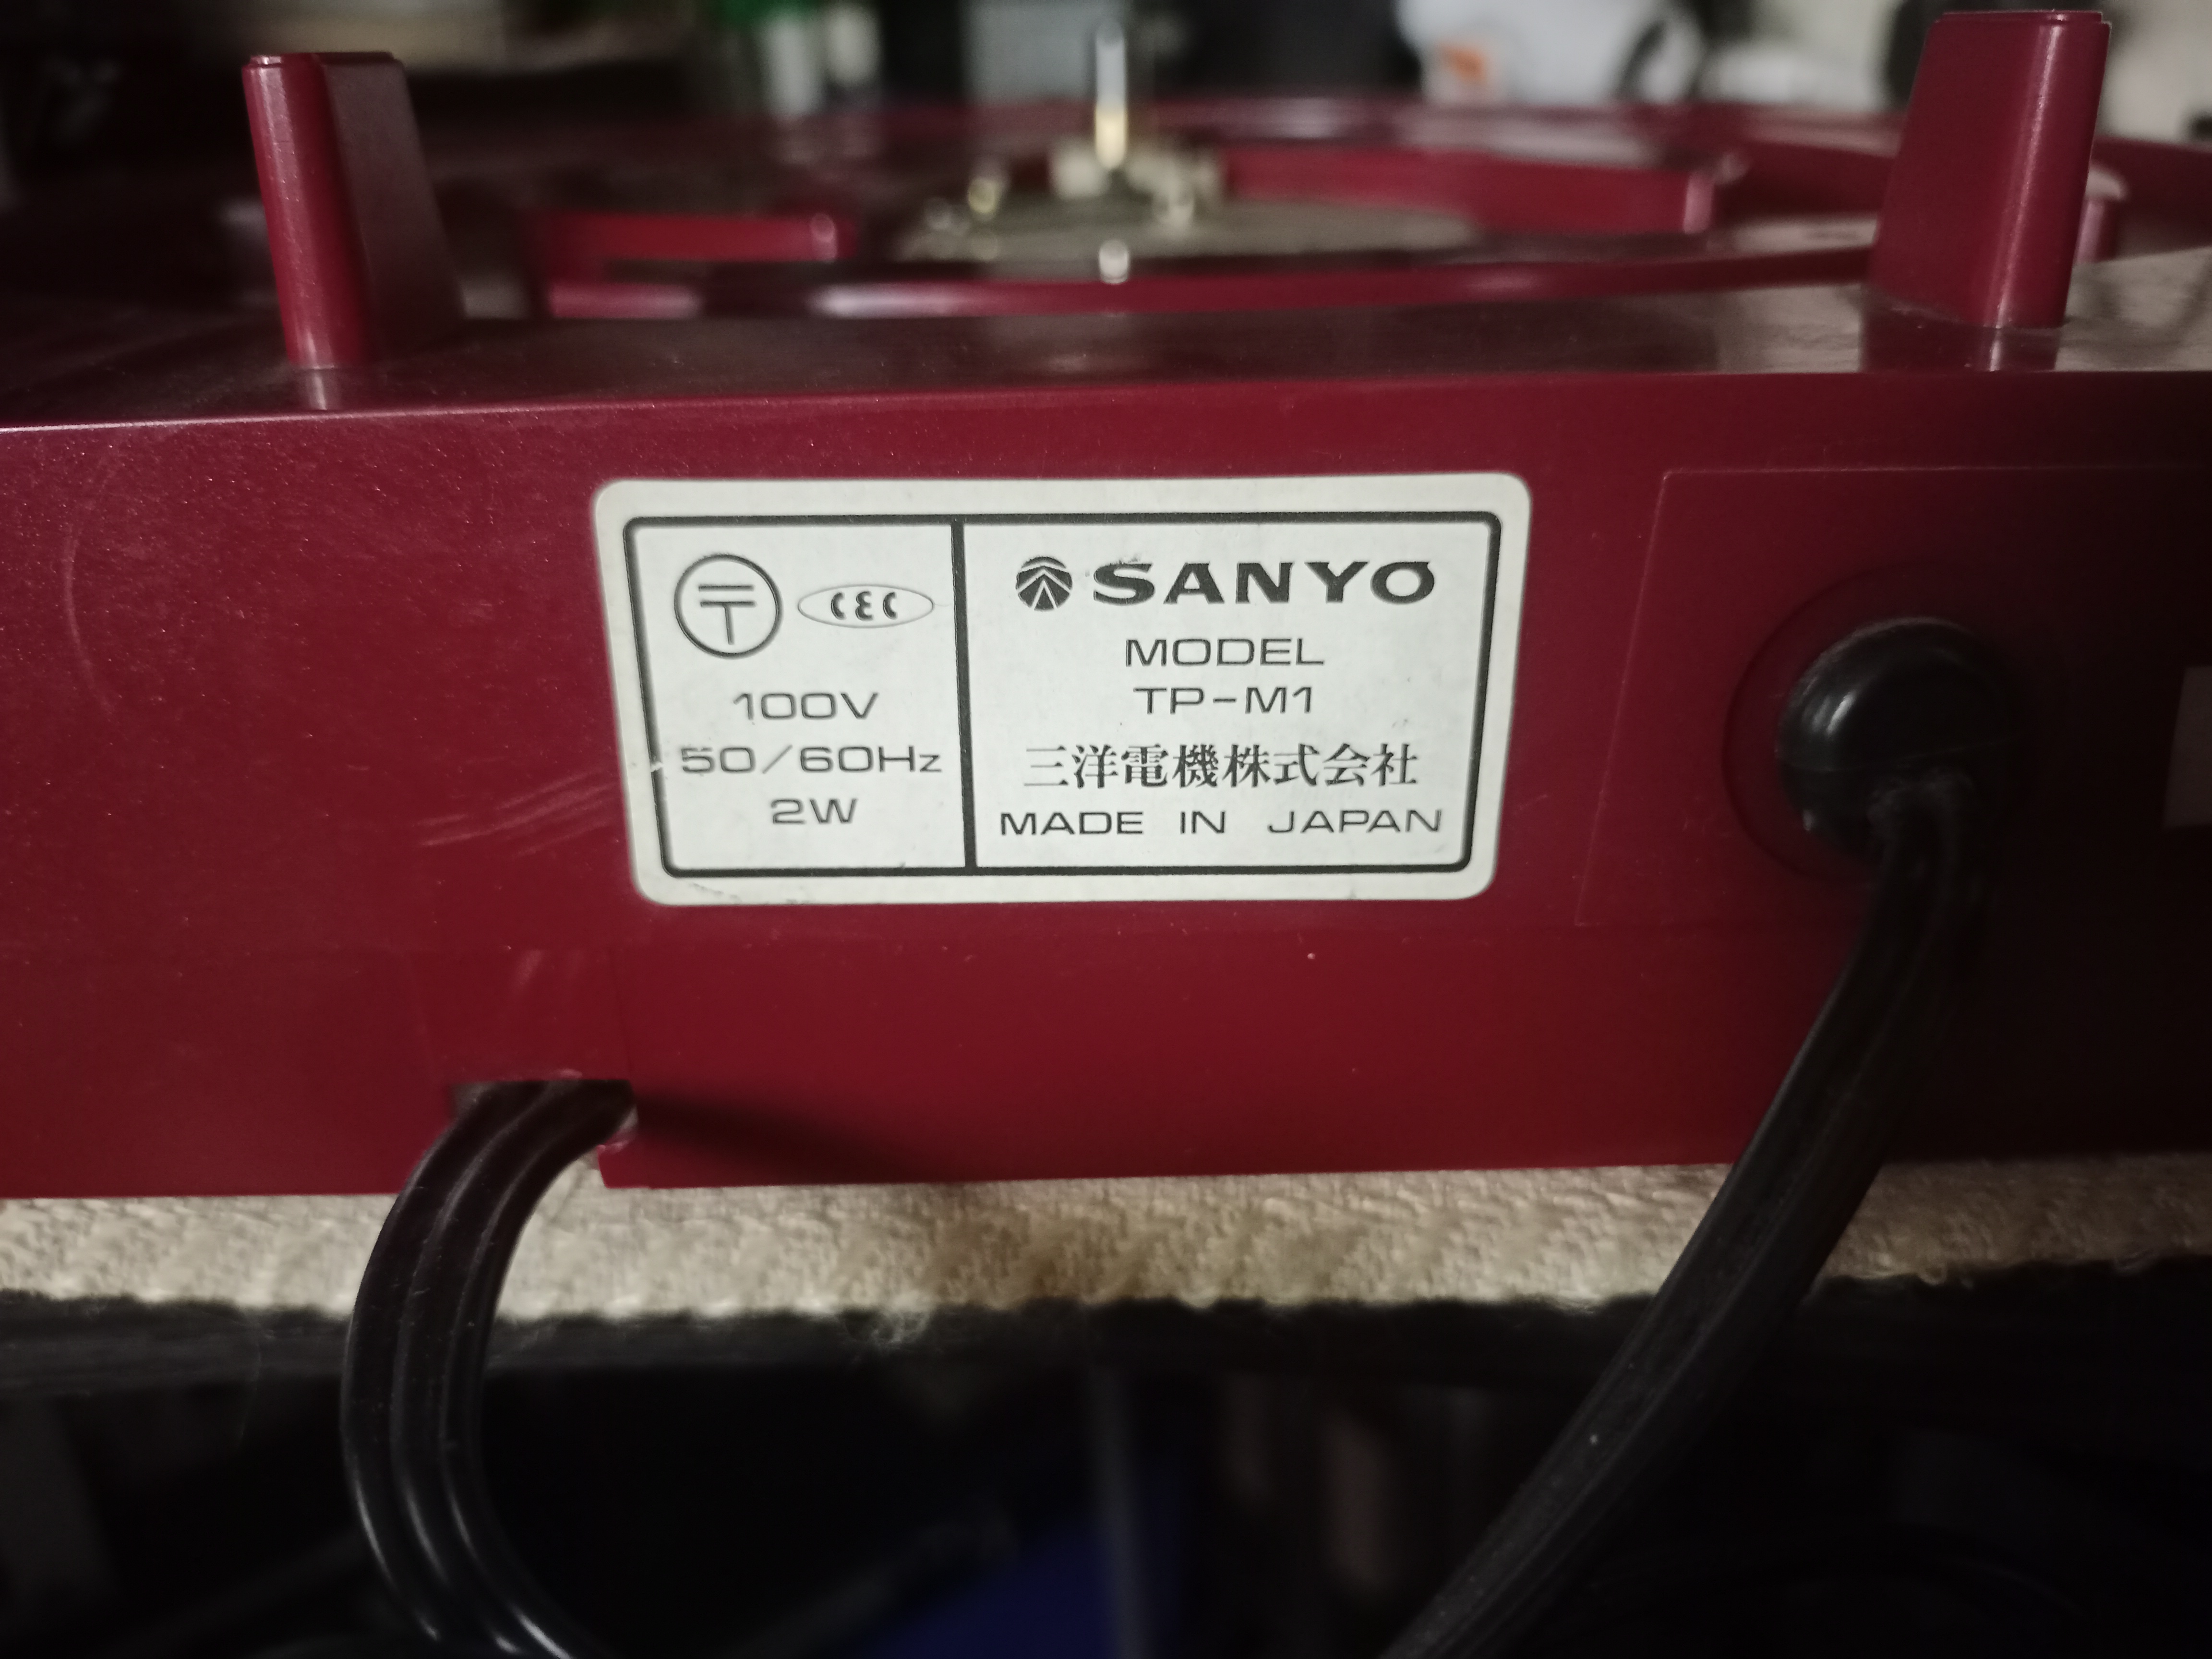 〒 CEC
100V
50/60Hz
2W
SANYO
MODEL
TP-M1
三洋電機株式会社
MADE IN JAPAN